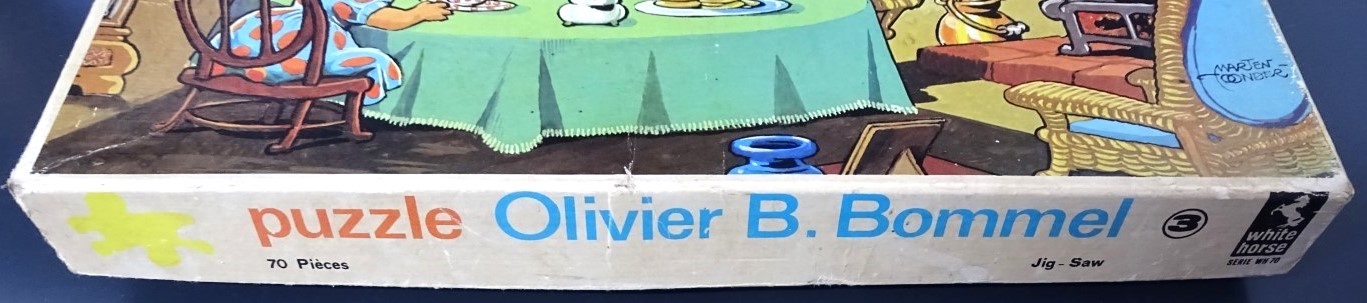 MARTEN
TOONDER
puzzle Olivier B. Bommel 3
70 Pièces
Jig-Saw
white
horse
SERIE WH 70